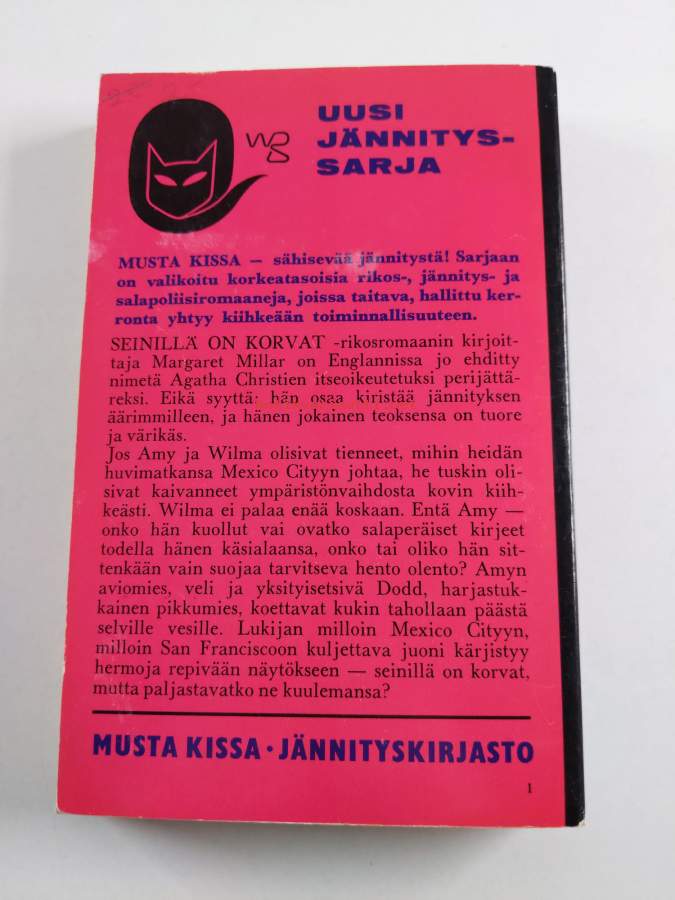 UUSI
JÄNNITYS-
SARJA
MUSTA KISSA — sähisevää jännitystä! Sarjaan
on valikoitu korkeatasoisia rikos-, jännitys- ja
salapoliisiromaaneja, joissa taitava, hallittu ker-
ronta yhtyy kiihkeään toiminnallisuuteen.
SEINILLÄ ON KORVAT -rikosromaanin kirjoit-
taja Margaret Millar on Englannissa jo ehditty
nimetä Agatha Christien itseoikeutetuksi perijättä-
reksi. Eikä syyttä: hän osaa kiristää jännityksen
äärimmilleen, ja hänen jokainen teoksensa on tuore
ja värikäs.
Jos Amy ja Wilma olisivat tienneet, mihin heidän
huvimatkansa Mexico Cityyn johtaa, he tuskin oli-
sivat kaivanneet ympäristönvaihdosta kovin kiih-
keästi. Wilma ei palaa enää koskaan. Entä Amy —
onko hän kuollut vai ovatko salaperäiset kirjeet
todella hänen käsialaansa, onko tai oliko hän sit-
tenkään vain suojaa tarvitseva hento olento? Amyn
aviomies, veli ja yksityisetsivä Dodd, harjastuk-
kainen pikkumies, koettavat kukin tahollaan päästä
selville vesille. Lukijan milloin Mexico Cityyn,
milloin San Franciscoon kuljettava juoni kärjistyy
hermoja repivään näytökseen — seinillä on korvat,
mutta paljastavatko ne kuulemansa?
MUSTA KISSA · JÄNNITYSKIRJASTO
1